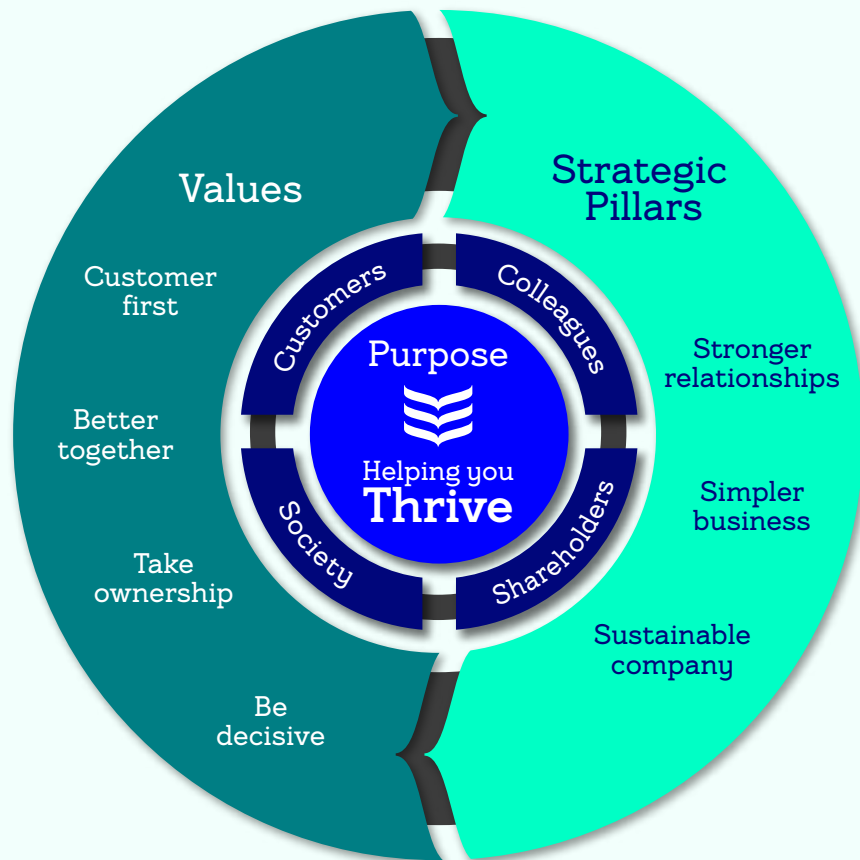 Values
Customer
first
Better
together
Take
ownership
Be
decisive
Strategic
Pillars
Stronger
relationships
Simpler
business
Sustainable
company
Customers
Colleagues
Society
Shareholders
Purpose
Helping you
Thrive